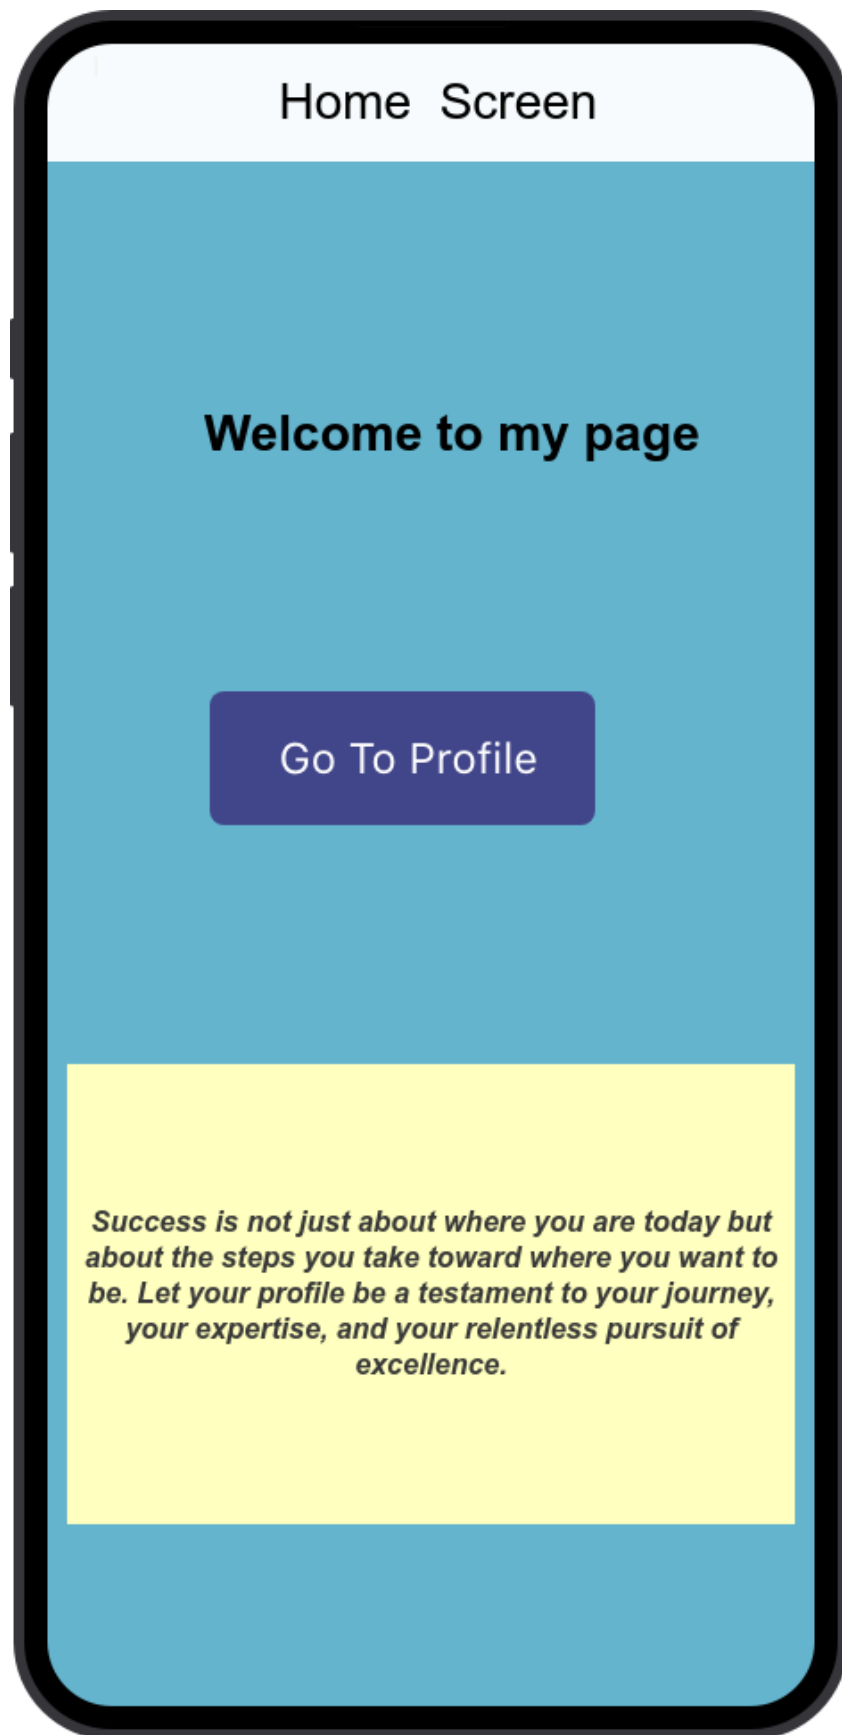 Home Screen
Welcome to my page
Go To Profile
Success is not just about where you are today but
about the steps you take toward where you want to
be. Let your profile be a testament to your journey,
your expertise, and your relentless pursuit of
excellence.